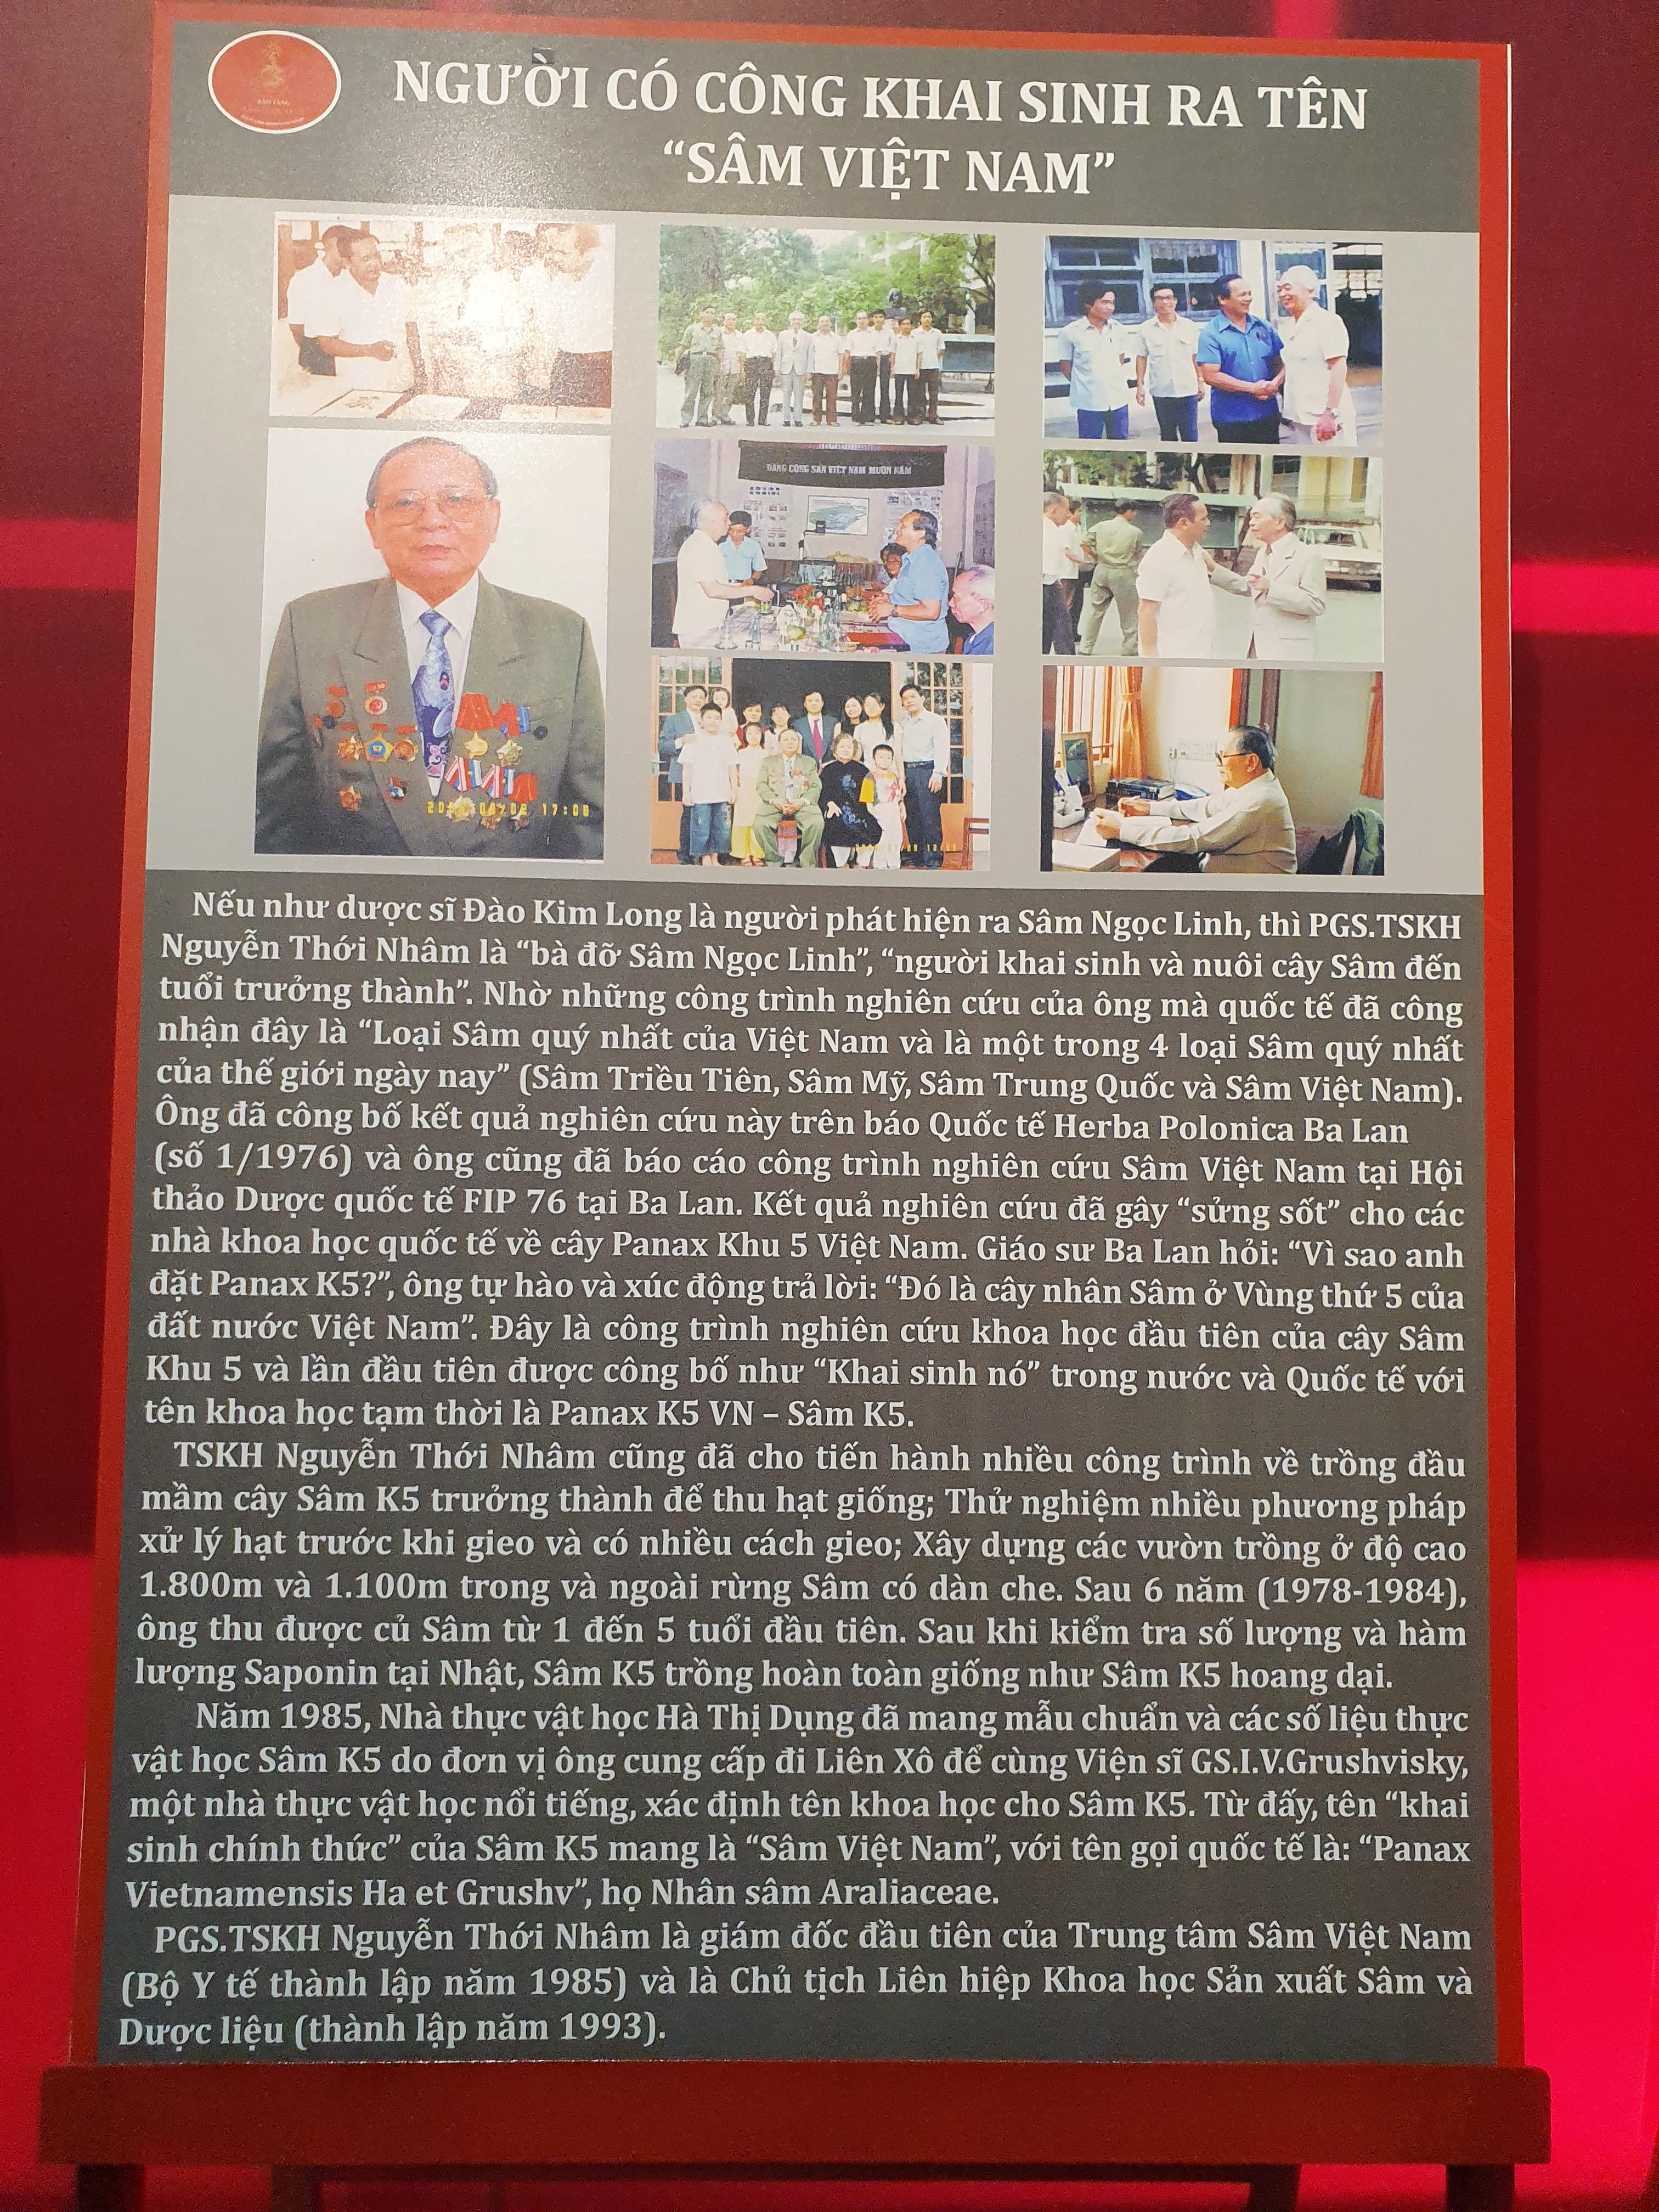 NGƯỜI CÓ CÔNG KHAI SINH RA TÊN
“SÂM VIỆT NAM”
BẢO TÀNG
ĐẢNG CỘNG SẢN VIỆT NAM MUÔN NĂM
17:08
Nếu như dược sĩ Đào Kim Long là người phát hiện ra Sâm Ngọc Linh, thì PGS.TSKH
Nguyễn Thới Nhâm là “bà đỡ Sâm Ngọc Linh”, “người khai sinh và nuôi cây Sâm đến
tuổi trưởng thành”. Nhờ những công trình nghiên cứu của ông mà quốc tế đã công
nhận đây là “Loại Sâm quý nhất của Việt Nam và là một trong 4 loại Sâm quý nhất
của thế giới ngày nay” (Sâm Triều Tiên, Sâm Mỹ, Sâm Trung Quốc và Sâm Việt Nam).
Ông đã công bố kết quả nghiên cứu này trên báo Quốc tế Herba Polonica Ba Lan
(số 1/1976) và ông cũng đã báo cáo công trình nghiên cứu Sâm Việt Nam tại Hội
thảo Dược quốc tế FIP 76 tại Ba Lan. Kết quả nghiên cứu đã gây “sửng sốt” cho các
nhà khoa học quốc tế về cây Panax Khu 5 Việt Nam. Giáo sư Ba Lan hỏi: “Vì sao anh
đặt Panax K5?”, ông tự hào và xúc động trả lời: “Đó là cây nhân Sâm ở Vùng thứ 5 của
đất nước Việt Nam”. Đây là công trình nghiên cứu khoa học đầu tiên của cây Sâm
Khu 5 và lần đầu tiên được công bố như “Khai sinh nó” trong nước và Quốc tế với
tên khoa học tạm thời là Panax K5 VN – Sâm K5.
TSKH Nguyễn Thới Nhâm cũng đã cho tiến hành nhiều công trình về trồng đầu
mầm cây Sâm K5 trưởng thành để thu hạt giống; Thử nghiệm nhiều phương pháp
xử lý hạt trước khi gieo và có nhiều cách gieo; Xây dựng các vườn trồng ở độ cao
1.800m và 1.100m trong và ngoài rừng Sâm có dàn che. Sau 6 năm (1978-1984),
ông thu được củ Sâm từ 1 đến 5 tuổi đầu tiên. Sau khi kiểm tra số lượng và hàm
lượng Saponin tại Nhật, Sâm K5 trồng hoàn toàn giống như Sâm K5 hoang dại.
Năm 1985, Nhà thực vật học Hà Thị Dụng đã mang mẫu chuẩn và các số liệu thực
vật học Sâm K5 do đơn vị ông cung cấp đi Liên Xô để cùng Viện sĩ GS.I.V.Grushvisky,
một nhà thực vật học nổi tiếng, xác định tên khoa học cho Sâm K5. Từ đấy, tên “khai
sinh chính thức” của Sâm K5 mang là “Sâm Việt Nam”, với tên gọi quốc tế là: “Panax
Vietnamensis Ha et Grushv”, họ Nhân sâm Araliaceae.
PGS.TSKH Nguyễn Thới Nhâm là giám đốc đầu tiên của Trung tâm Sâm Việt Nam
(Bộ Y tế thành lập năm 1985) và là Chủ tịch Liên hiệp Khoa học Sản xuất Sâm và
Dược liệu (thành lập năm 1993).